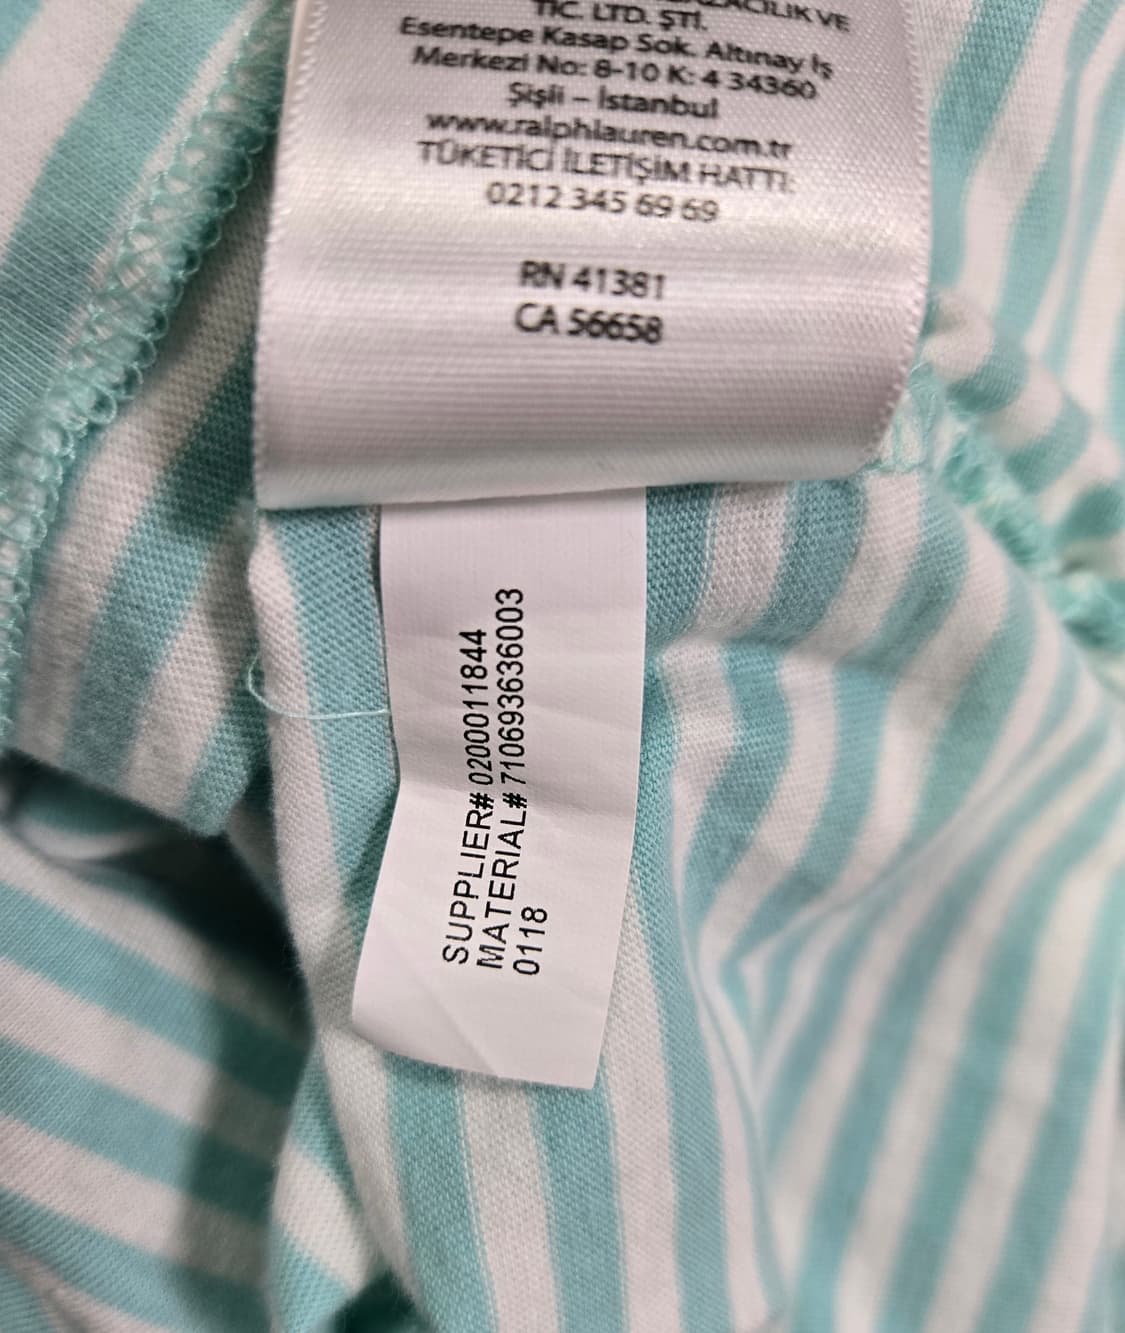 TİC. LTD. ŞTİ.
Esentepe Kasap Sok. Altınay İş
Merkezi No: 8-10 K: 4 34360
Şişli – İstanbul
www.ralphlauren.com.tr
TÜKETİCİ İLETİŞİM HATTI:
0212 345 69 69
RN 41381
CA 56658
SUPPLIER# 0200011844
MATERIAL# 710693636003
0118